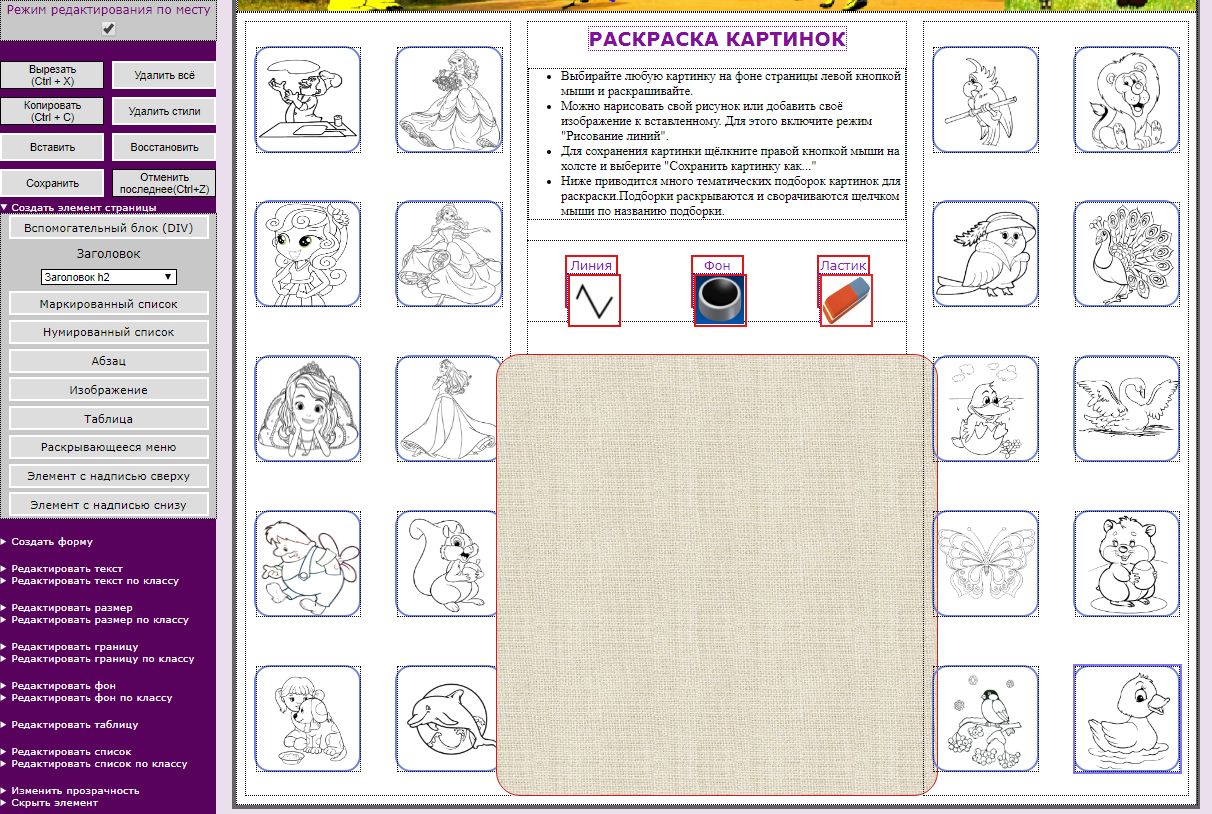 Режим редактирования по месту
Вырезать
(Ctrl + X)
Удалить всё
Копировать
(Ctrl + C)
Удалить стили
Вставить
Восстановить
Сохранить
Отменить
последнее(Ctrl+Z)
Создать элемент страницы
Вспомогательный блок (DIV)
Заголовок
Заголовок h2
Маркированный список
Нумированный список
Абзац
Изображение
Таблица
Раскрывающееся меню
Элемент с надписью сверху
Элемент с надписью снизу
Создать форму
Редактировать текст
Редактировать текст по классу
Редактировать размер
Редактировать размер по классу
Редактировать границу
Редактировать границу по классу
Редактировать фон
Редактировать фон по классу
Редактировать таблицу
Редактировать список
Редактировать список по классу
Изменить прозрачность
Скрыть элемент
РАСКРАСКА КАРТИНОК
Выбирайте любую картинку на фоне страницы левой кнопкой
мыши и раскрашивайте.
Можно нарисовать свой рисунок или добавить своё
изображение к вставленному. Для этого включите режим
"Рисование линий".
Для сохранения картинки щёлкните правой кнопкой мыши на
холсте и выберите "Сохранить картинку как..."
Ниже приводится много тематических подборок картинок для
раскраски.Подборки раскрываются и сворачиваются щелчком
мыши по названию подборки.
Линия
Фон
Ластик